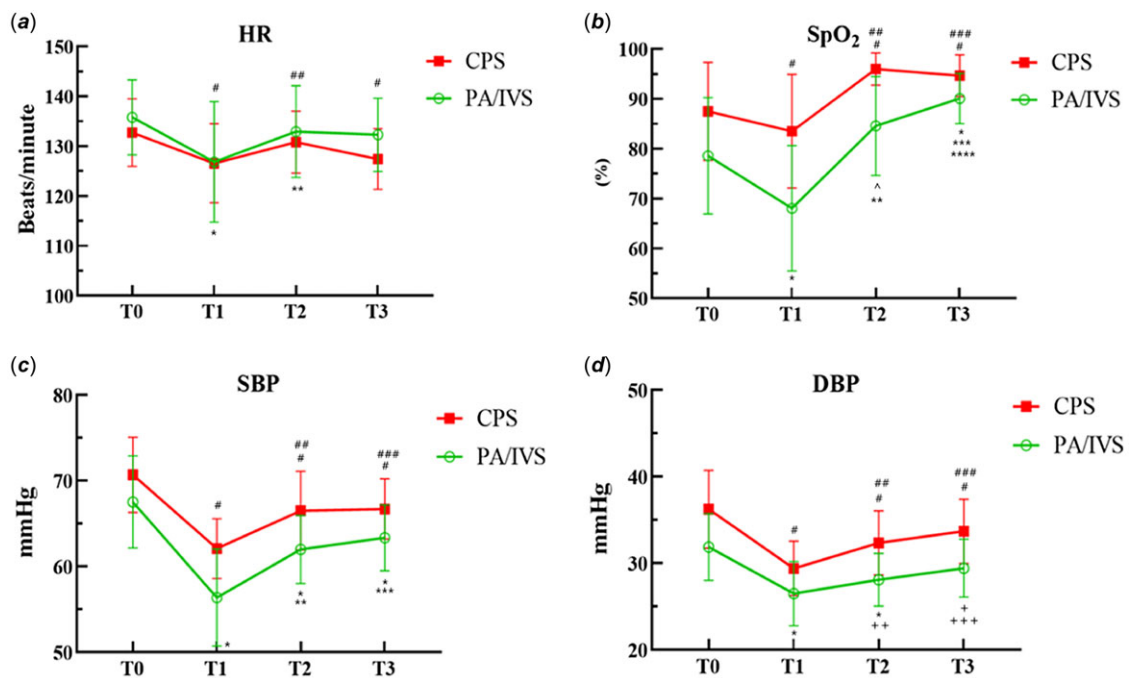 (a)
HR
150
140
130
120
110
100
Beats/minute
CPS
PA/IVS
#
##
#
*
**
T0 T1 T2 T3
(b)
SpO2
100
90
80
70
60
50
(%)
CPS
PA/IVS
#
##
#
###
#
*
^
**
*
***
****
T0 T1 T2 T3
(c)
SBP
80
70
60
50
mmHg
CPS
PA/IVS
#
##
#
###
#
*
*
**
*
***
T0 T1 T2 T3
(d)
DBP
50
40
30
20
mmHg
CPS
PA/IVS
#
##
#
###
#
*
*
++
+
+++
T0 T1 T2 T3